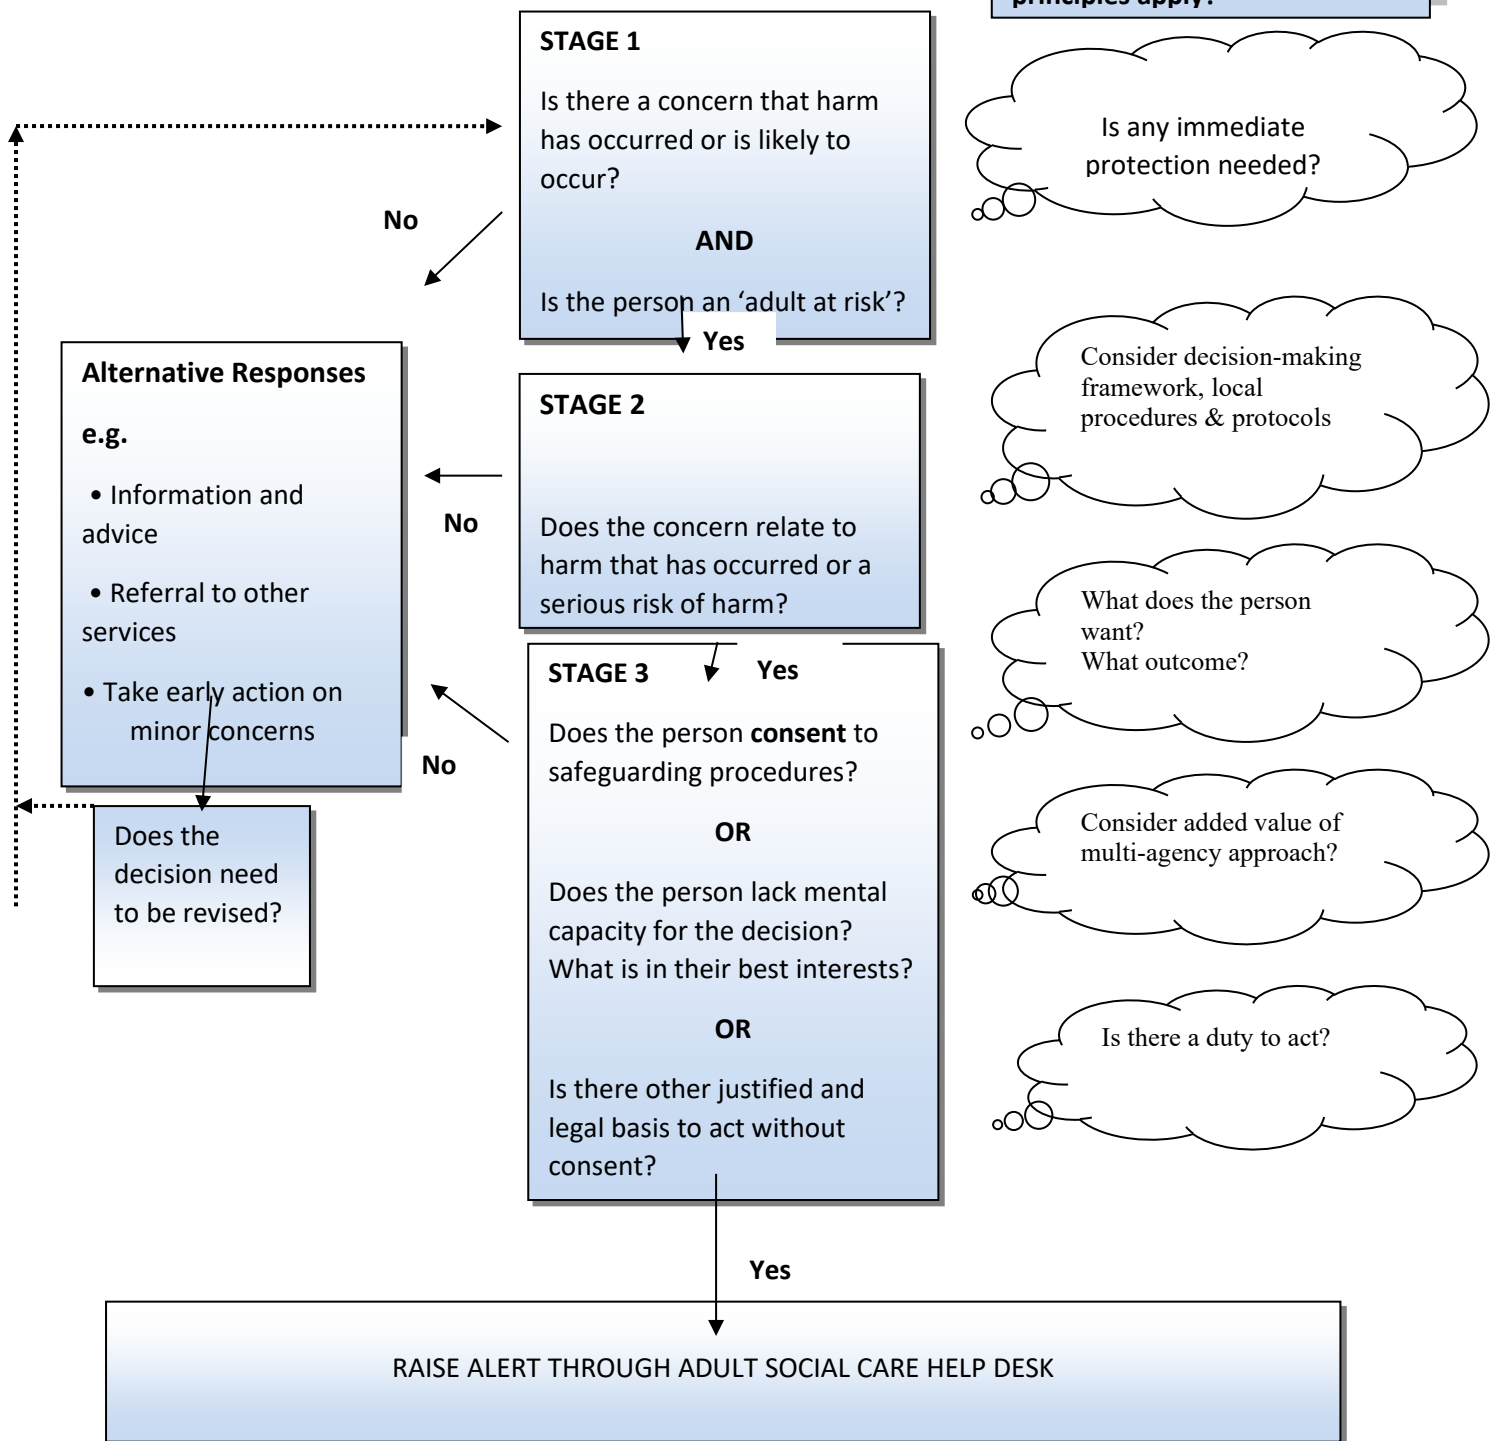 principles apply?
STAGE 1
Is there a concern that harm
has occurred or is likely to
occur?
AND
Is the person an ‘adult at risk’?
No
Yes
Is any immediate
protection needed?
Alternative Responses
e.g.
• Information and
advice
• Referral to other
services
• Take early action on
minor concerns
No
STAGE 2
Does the concern relate to
harm that has occurred or a
serious risk of harm?
Yes
Consider decision-making
framework, local
procedures & protocols
What does the person
want?
What outcome?
No
STAGE 3
Does the person consent to
safeguarding procedures?
OR
Does the person lack mental
capacity for the decision?
What is in their best interests?
OR
Is there other justified and
legal basis to act without
consent?
Does the
decision need
to be revised?
Consider added value of
multi-agency approach?
Is there a duty to act?
Yes
RAISE ALERT THROUGH ADULT SOCIAL CARE HELP DESK